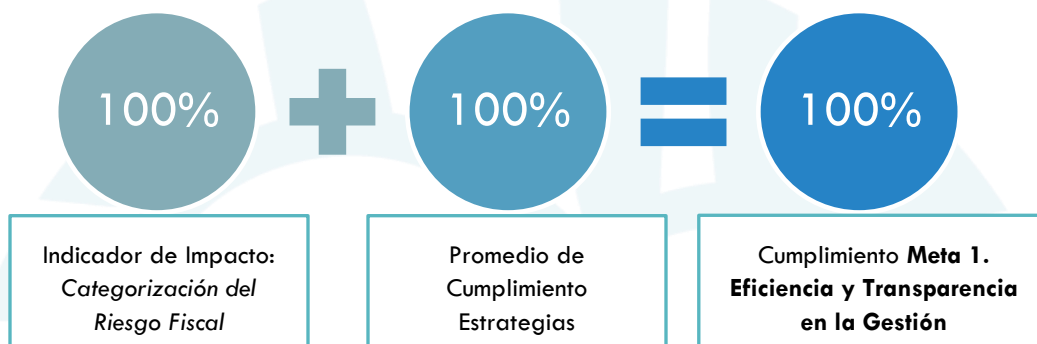 100%
100%
100%
Indicador de Impacto:
Categorización del
Riesgo Fiscal
Promedio de
Cumplimiento
Estrategias
Cumplimiento Meta 1.
Eficiencia y Transparencia
en la Gestión